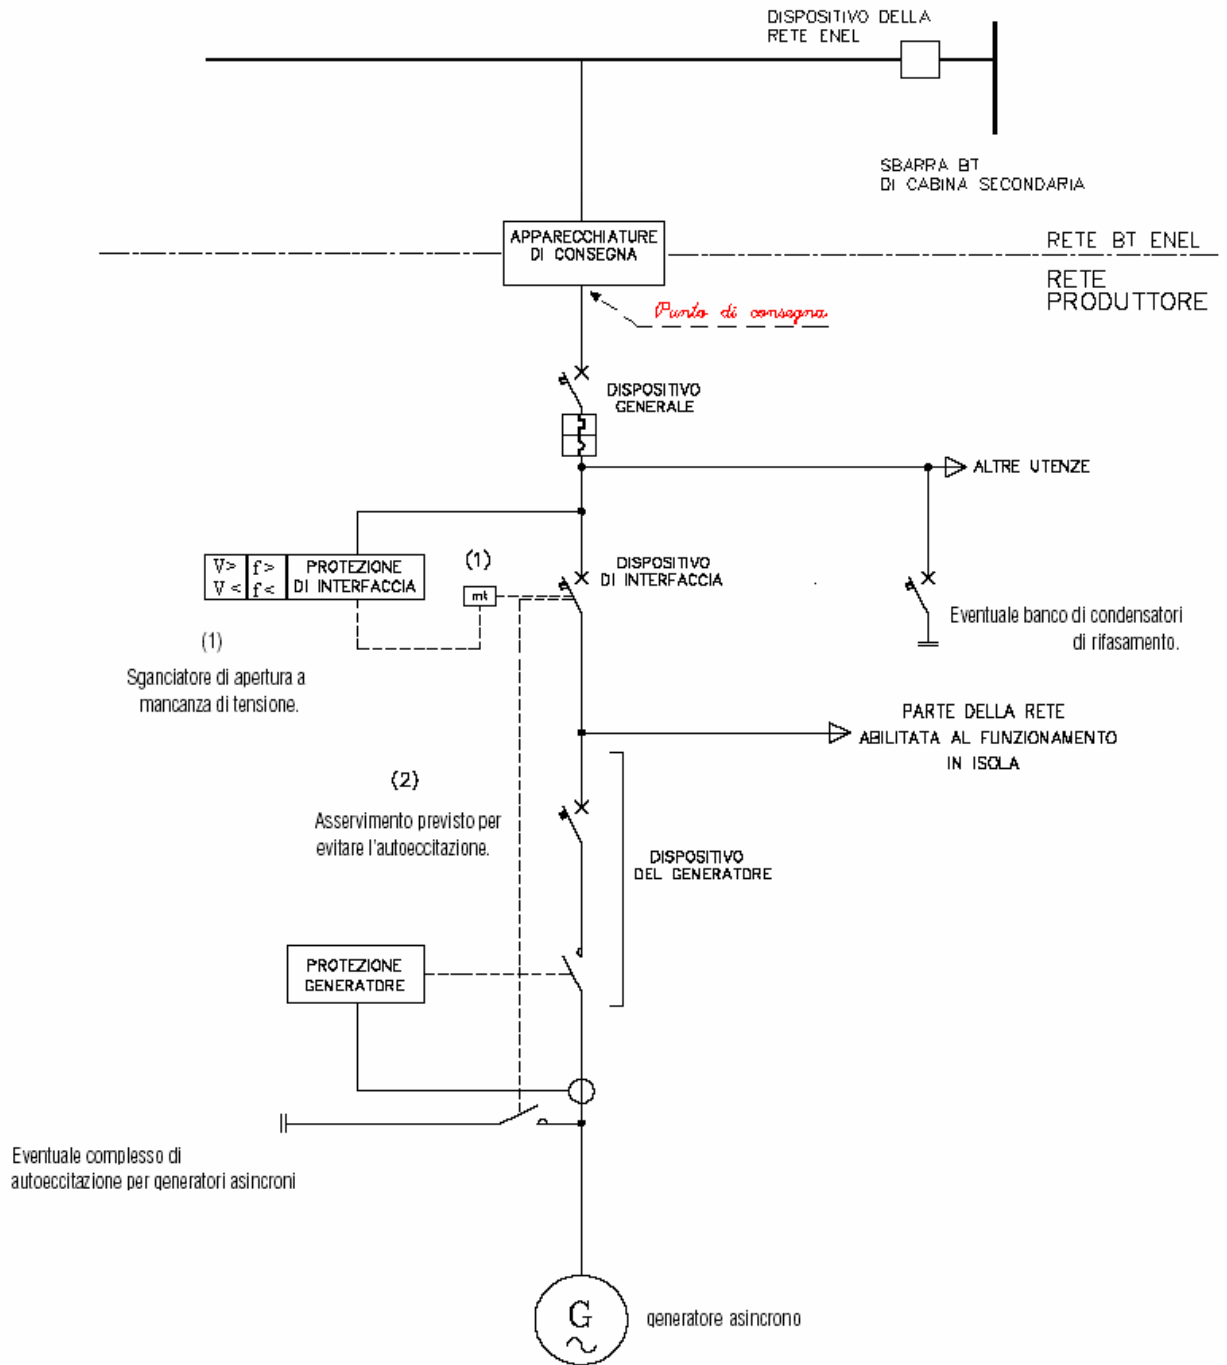 DISPOSITIVO DELLA
RETE ENEL
SBARRA BT
DI CABINA SECONDARIA
APPARECCHIATURE
DI CONSEGNA
RETE BT ENEL
RETE
PRODUTTORE
Punto di consegna
DISPOSITIVO
GENERALE
ALTRE UTENZE
V> f> PROTEZIONE
V< f< DI INTERFACCIA
(1)
mt
DISPOSITIVO
DI INTERFACCIA
Eventuale banco di condensatori
di rifasamento.
(1)
Sganciatore di apertura a
mancanza di tensione.
PARTE DELLA RETE
ABILITATA AL FUNZIONAMENTO
IN ISOLA
(2)
Asservimento previsto per
evitare l'autoeccitazione.
DISPOSITIVO
DEL GENERATORE
PROTEZIONE
GENERATORE
Eventuale complesso di
autoeccitazione per generatori asincroni
G
~
generatore asincrono